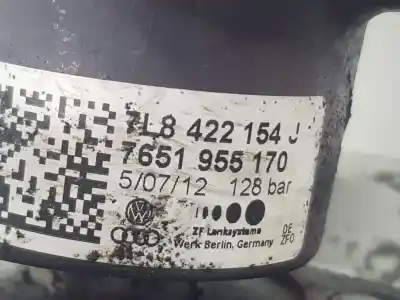 7L8 422 154 J
7651 955 170
5/07/12 128 bar
ZF Lenksysteme DE
Werk Berlin, Germany ZFO